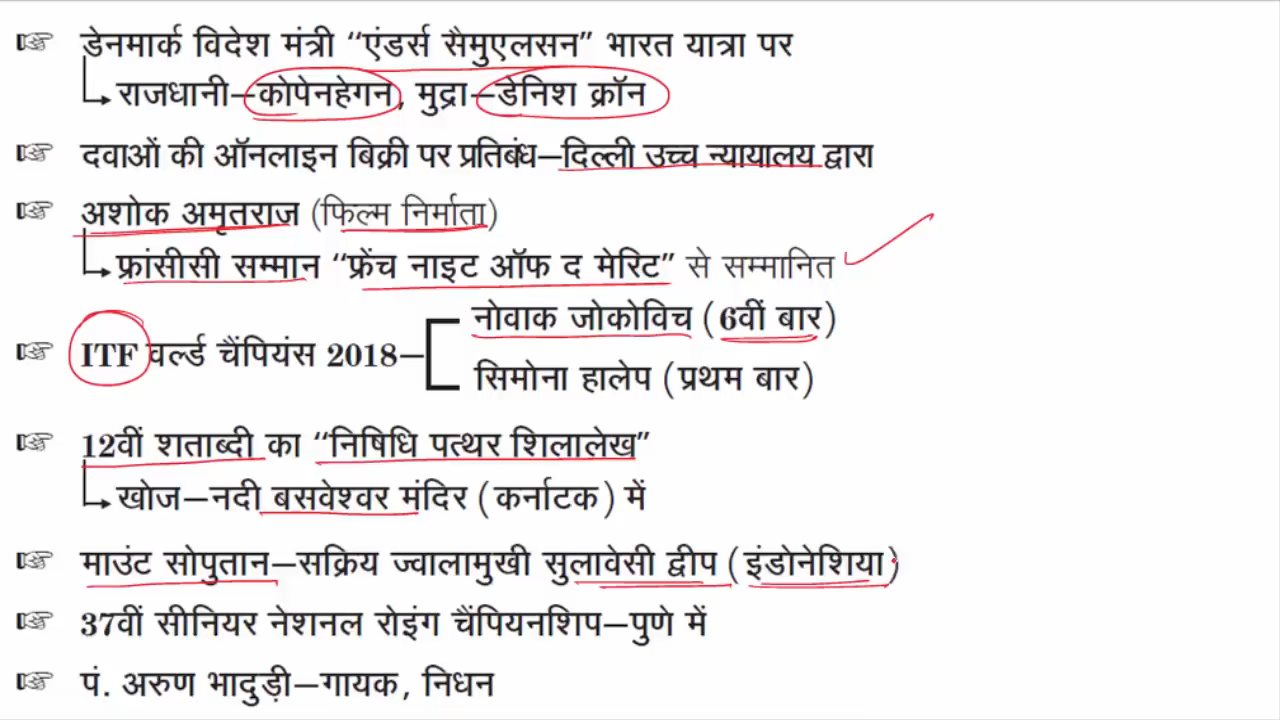 ☞ डेनमार्क विदेश मंत्री “एंडर्स सैमुएलसन” भारत यात्रा पर
राजधानी–कोपेनहेगन, मुद्रा–डेनिश क्रॉन
☞ दवाओं की ऑनलाइन बिक्री पर प्रतिबंध–दिल्ली उच्च न्यायालय द्वारा
☞ अशोक अमृतराज (फिल्म निर्माता)
फ्रांसीसी सम्मान “फ्रेंच नाइट ऑफ द मेरिट” से सम्मानित
नोवाक जोकोविच (6वीं बार)
☞ ITF वर्ल्ड चैंपियंस 2018–
सिमोना हालेप (प्रथम बार)
☞ 12वीं शताब्दी का “निषिधि पत्थर शिलालेख”
खोज–नदी बसवेश्वर मंदिर (कर्नाटक) में
☞ माउंट सोपुतान–सक्रिय ज्वालामुखी सुलावेसी द्वीप (इंडोनेशिया)
☞ 37वीं सीनियर नेशनल रोइंग चैंपियनशिप–पुणे में
☞ पं. अरुण भादुड़ी–गायक, निधन